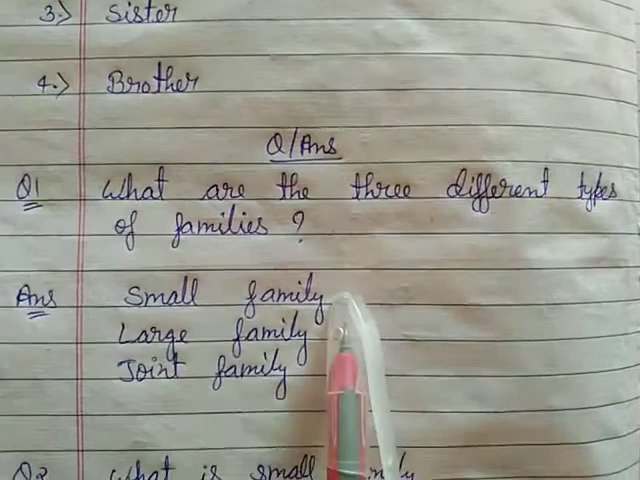 3.) Sister
4.) Brother
Q/Ans
Q1 What are the three different types
of families ?
Ans Small family
Large family
Joint family
Q2 What is small